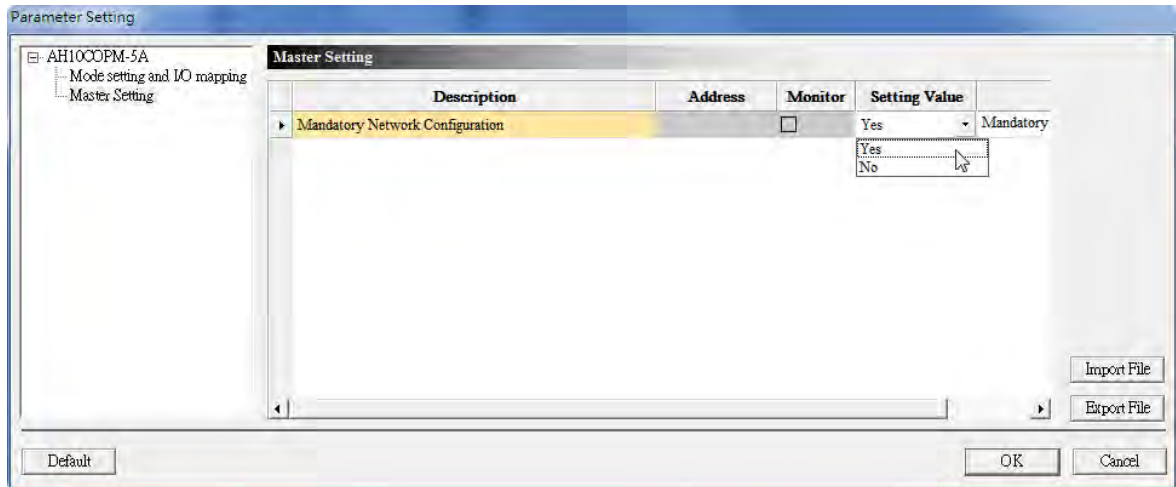 Parameter Setting
AH10COPM-5A
Mode setting and I/O mapping
Master Setting
Master Setting
Description Address Monitor Setting Value
Mandatory Network Configuration Yes Mandatory
Yes
No
Import File
Export File
Default OK Cancel